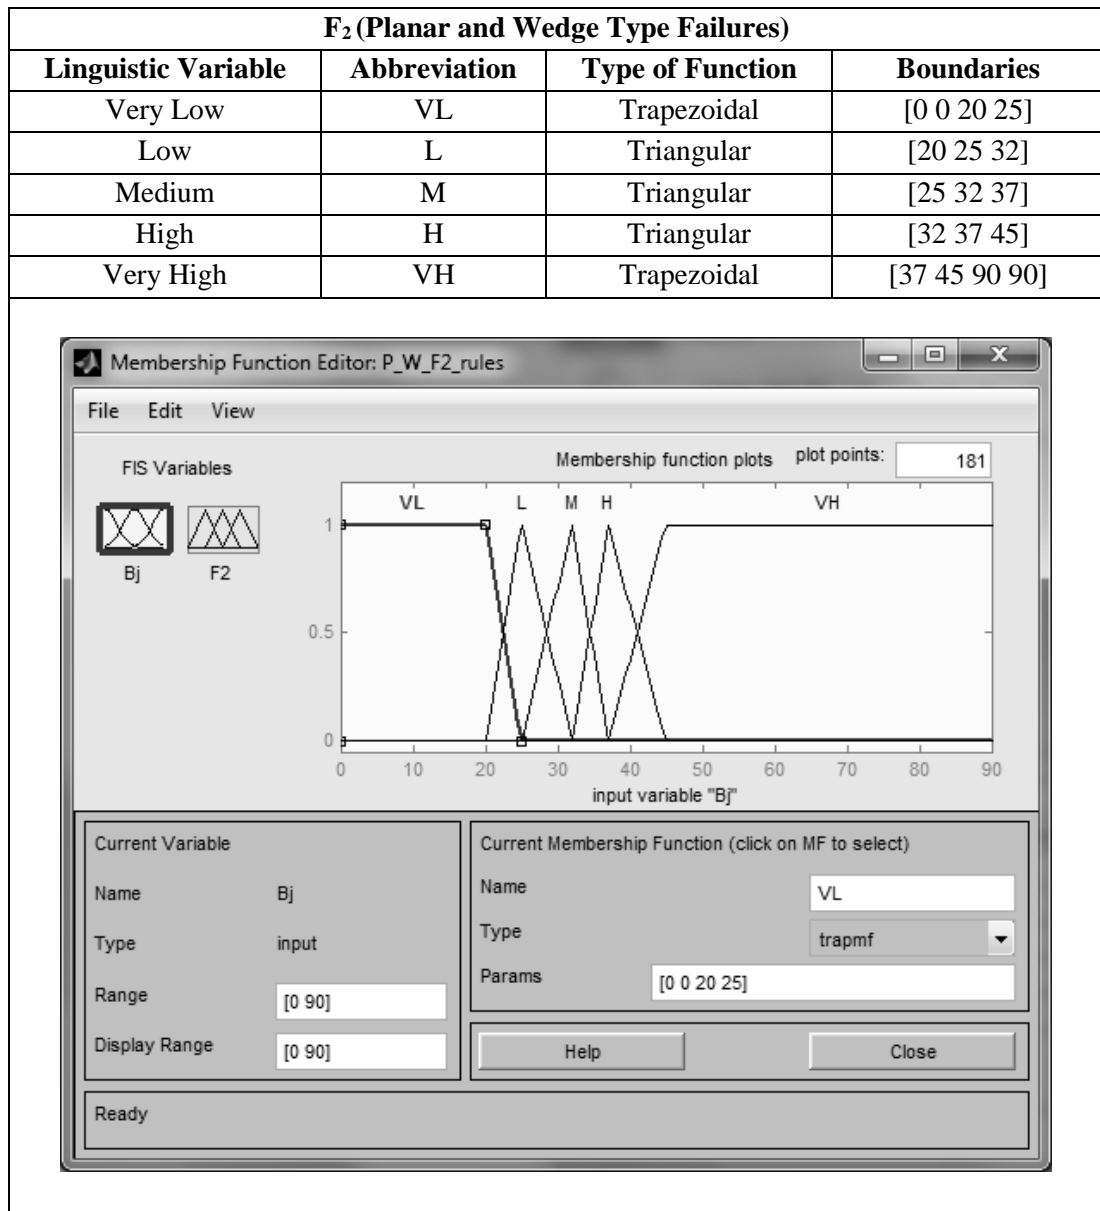 F2 (Planar and Wedge Type Failures)
Linguistic Variable Abbreviation Type of Function Boundaries
Very Low VL Trapezoidal [0 0 20 25]
Low L Triangular [20 25 32]
Medium M Triangular [25 32 37]
High H Triangular [32 37 45]
Very High VH Trapezoidal [37 45 90 90]
Membership Function Editor: P_W_F2_rules
File Edit View
FIS Variables
Membership function plots plot points: 181
Bj F2
VL L M H VH
1
0.5
0
0 10 20 30 40 50 60 70 80 90
input variable "Bj"
Current Variable
Name Bj
Type input
Range [0 90]
Display Range [0 90]
Current Membership Function (click on MF to select)
Name VL
Type trapmf
Params [0 0 20 25]
Help Close
Ready